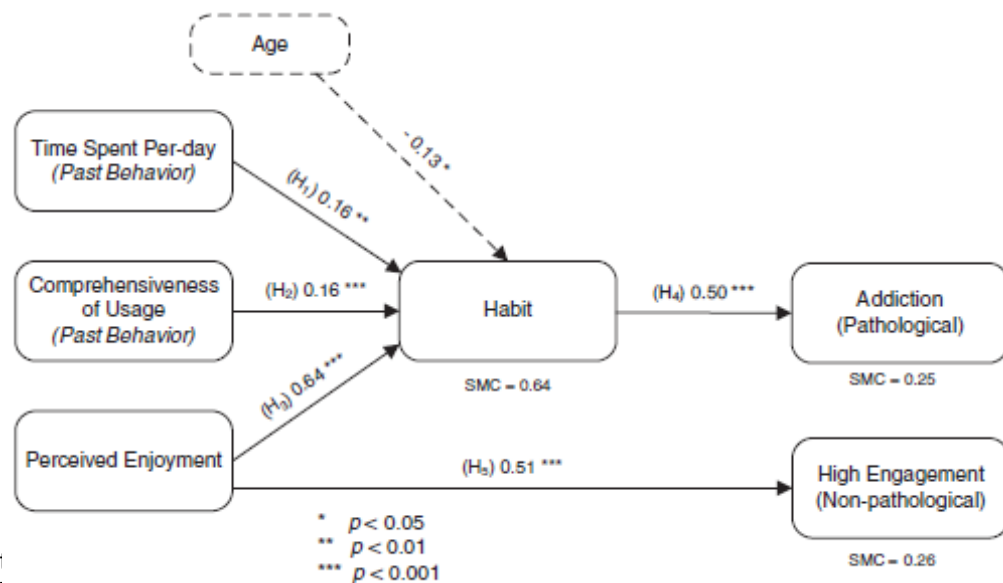 Age
- 0.13 *
Time Spent Per-day
(Past Behavior)
(H₁) 0.16 **
Comprehensiveness
of Usage
(Past Behavior)
(H₂) 0.16 ***
Habit
(H₄) 0.50 ***
Addiction
(Pathological)
SMC = 0.64
SMC = 0.25
(H₃) 0.64 ***
Perceived Enjoyment
(H₅) 0.51 ***
High Engagement
(Non-pathological)
SMC = 0.26
* p < 0.05
** p < 0.01
*** p < 0.001